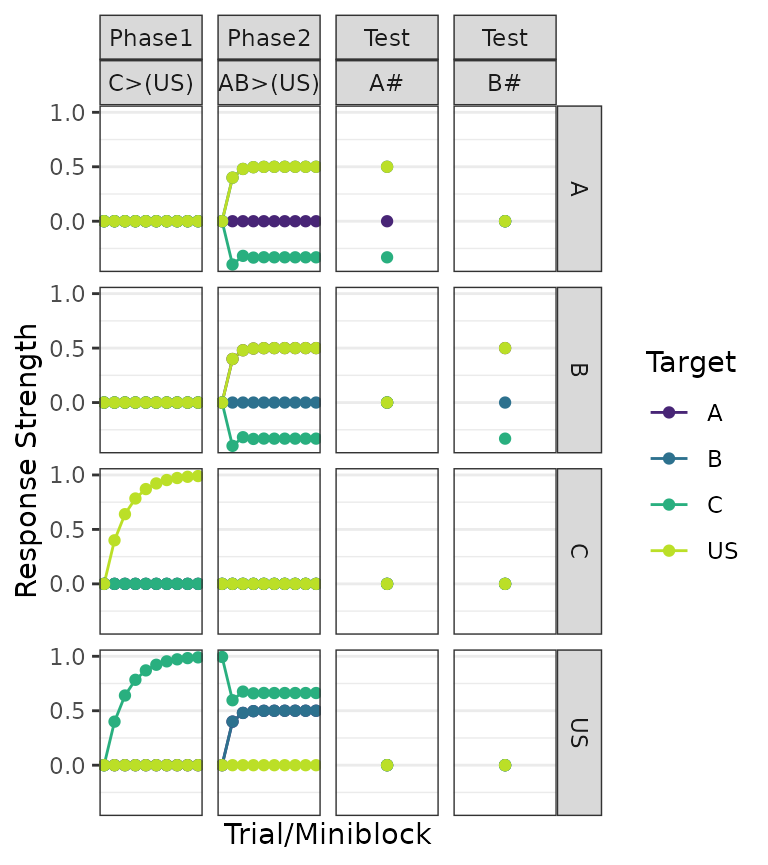 Phase1 Phase2 Test Test
C>(US) AB>(US) A# B#
1.0
0.5
0.0
A
1.0
0.5
0.0
B
1.0
0.5
0.0
C
1.0
0.5
0.0
US
Response Strength
Trial/Miniblock
Target
A
B
C
US